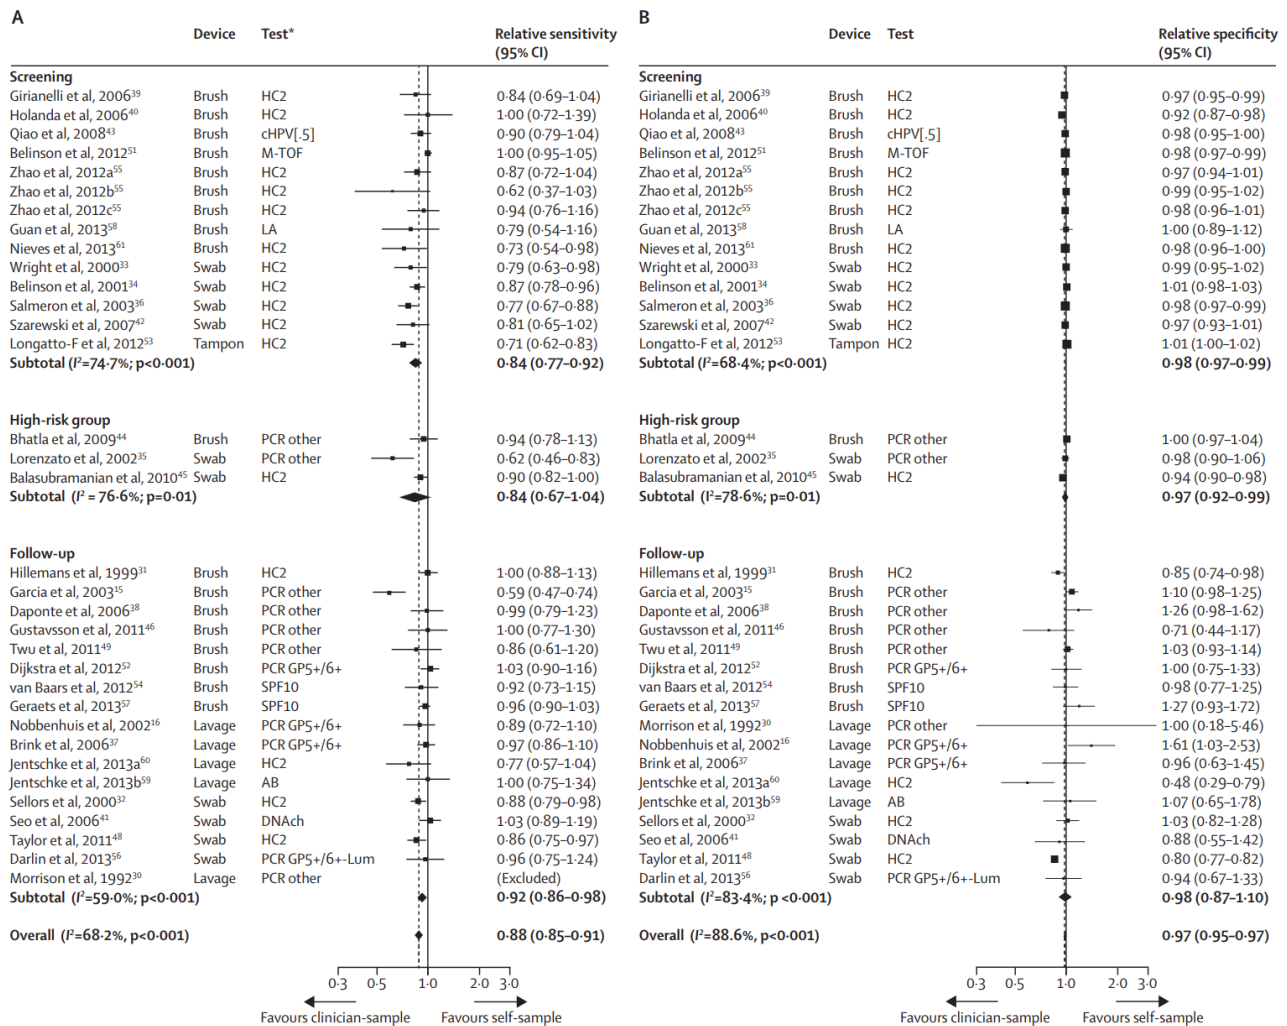 A
Device Test* Relative sensitivity
(95% CI)
Screening
Girianelli et al, 2006³⁹ Brush HC2 0·84 (0·69–1·04)
Holanda et al, 2006⁴⁰ Brush HC2 1·00 (0·72–1·39)
Qiao et al, 2008⁴³ Brush cHPV[.5] 0·90 (0·79–1·04)
Belinson et al, 2012⁵¹ Brush M-TOF 1·00 (0·95–1·05)
Zhao et al, 2012a⁵⁵ Brush HC2 0·87 (0·72–1·04)
Zhao et al, 2012b⁵⁵ Brush HC2 0·62 (0·37–1·03)
Zhao et al, 2012c⁵⁵ Brush HC2 0·94 (0·76–1·16)
Guan et al, 2013⁵⁸ Brush LA 0·79 (0·54–1·16)
Nieves et al, 2013⁶¹ Brush HC2 0·73 (0·54–0·98)
Wright et al, 2000³³ Swab HC2 0·79 (0·63–0·98)
Belinson et al, 2001³⁴ Swab HC2 0·87 (0·78–0·96)
Salmeron et al, 2003³⁶ Swab HC2 0·77 (0·67–0·88)
Szarewski et al, 2007⁴² Swab HC2 0·81 (0·65–1·02)
Longatto-F et al, 2012⁵³ Tampon HC2 0·71 (0·62–0·83)
Subtotal (I²=74·7%; p<0·001) 0·84 (0·77–0·92)
High-risk group
Bhatla et al, 2009⁴⁴ Brush PCR other 0·94 (0·78–1·13)
Lorenzato et al, 2002³⁵ Swab PCR other 0·62 (0·46–0·83)
Balasubramanian et al, 2010⁴⁵ Swab HC2 0·90 (0·82–1·00)
Subtotal (I² = 76·6%; p=0·01) 0·84 (0·67–1·04)
Follow-up
Hillemans et al, 1999³¹ Brush HC2 1·00 (0·88–1·13)
Garcia et al, 2003¹⁵ Brush PCR other 0·59 (0·47–0·74)
Daponte et al, 2006³⁸ Brush PCR other 0·99 (0·79–1·23)
Gustavsson et al, 2011⁴⁶ Brush PCR other 1·00 (0·77–1·30)
Twu et al, 2011⁴⁹ Brush PCR other 0·86 (0·61–1·20)
Dijkstra et al, 2012⁵² Brush PCR GP5+/6+ 1·03 (0·90–1·16)
van Baars et al, 2012⁵⁴ Brush SPF10 0·92 (0·73–1·15)
Geraets et al, 2013⁵⁷ Brush SPF10 0·96 (0·90–1·03)
Nobbenhuis et al, 2002¹⁶ Lavage PCR GP5+/6+ 0·89 (0·72–1·10)
Brink et al, 2006³⁷ Lavage PCR GP5+/6+ 0·97 (0·86–1·10)
Jentschke et al, 2013a⁶⁰ Lavage HC2 0·77 (0·57–1·04)
Jentschke et al, 2013b⁵⁹ Lavage AB 1·00 (0·75–1·34)
Sellors et al, 2000³² Swab HC2 0·88 (0·79–0·98)
Seo et al, 2006⁴¹ Swab DNAch 1·03 (0·89–1·19)
Taylor et al, 2011⁴⁸ Swab HC2 0·86 (0·75–0·97)
Darlin et al, 2013⁵⁶ Swab PCR GP5+/6+-Lum 0·96 (0·75–1·24)
Morrison et al, 1992³⁰ Lavage PCR other (Excluded)
Subtotal (I²=59·0%; p<0·001) 0·92 (0·86–0·98)
Overall (I²=68·2%, p<0·001) 0·88 (0·85–0·91)
0·3 0·5 1·0 2·0 3·0
Favours clinician-sample Favours self-sample
B
Device Test Relative specificity
(95% CI)
Screening
Girianelli et al, 2006³⁹ Brush HC2 0·97 (0·95–0·99)
Holanda et al, 2006⁴⁰ Brush HC2 0·92 (0·87–0·98)
Qiao et al, 2008⁴³ Brush cHPV[.5] 0·98 (0·95–1·00)
Belinson et al, 2012⁵¹ Brush M-TOF 0·98 (0·97–0·99)
Zhao et al, 2012a⁵⁵ Brush HC2 0·97 (0·94–1·01)
Zhao et al, 2012b⁵⁵ Brush HC2 0·99 (0·95–1·02)
Zhao et al, 2012c⁵⁵ Brush HC2 0·98 (0·96–1·01)
Guan et al, 2013⁵⁸ Brush LA 1·00 (0·89–1·12)
Nieves et al, 2013⁶¹ Brush HC2 0·98 (0·96–1·00)
Wright et al, 2000³³ Swab HC2 0·99 (0·95–1·02)
Belinson et al, 2001³⁴ Swab HC2 1·01 (0·98–1·03)
Salmeron et al, 2003³⁶ Swab HC2 0·98 (0·97–0·99)
Szarewski et al, 2007⁴² Swab HC2 0·97 (0·93–1·01)
Longatto-F et al, 2012⁵³ Tampon HC2 1·01 (1·00–1·02)
Subtotal (I²=68·4%; p<0·001) 0·98 (0·97–0·99)
High-risk group
Bhatla et al, 2009⁴⁴ Brush PCR other 1·00 (0·97–1·04)
Lorenzato et al, 2002³⁵ Swab PCR other 0·98 (0·90–1·06)
Balasubramanian et al, 2010⁴⁵ Swab HC2 0·94 (0·90–0·98)
Subtotal (I²=78·6%; p=0·01) 0·97 (0·92–0·99)
Follow-up
Hillemans et al, 1999³¹ Brush HC2 0·85 (0·74–0·98)
Garcia et al, 2003¹⁵ Brush PCR other 1·10 (0·98–1·25)
Daponte et al, 2006³⁸ Brush PCR other 1·26 (0·98–1·62)
Gustavsson et al, 2011⁴⁶ Brush PCR other 0·71 (0·44–1·17)
Twu et al, 2011⁴⁹ Brush PCR other 1·03 (0·93–1·14)
Dijkstra et al, 2012⁵² Brush PCR GP5+/6+ 1·00 (0·75–1·33)
van Baars et al, 2012⁵⁴ Brush SPF10 0·98 (0·77–1·25)
Geraets et al, 2013⁵⁷ Brush SPF10 1·27 (0·93–1·72)
Morrison et al, 1992³⁰ Lavage PCR other 1·00 (0·18–5·46)
Nobbenhuis et al, 2002¹⁶ Lavage PCR GP5+/6+ 1·61 (1·03–2·53)
Brink et al, 2006³⁷ Lavage PCR GP5+/6+ 0·96 (0·63–1·45)
Jentschke et al, 2013a⁶⁰ Lavage HC2 0·48 (0·29–0·79)
Jentschke et al, 2013b⁵⁹ Lavage AB 1·07 (0·65–1·78)
Sellors et al, 2000³² Swab HC2 1·03 (0·82–1·28)
Seo et al, 2006⁴¹ Swab DNAch 0·88 (0·55–1·42)
Taylor et al, 2011⁴⁸ Swab HC2 0·80 (0·77–0·82)
Darlin et al, 2013⁵⁶ Swab PCR GP5+/6+-Lum 0·94 (0·67–1·33)
Subtotal (I²=83·4%; p<0·001) 0·98 (0·87–1·10)
Overall (I²=88·6%, p<0·001) 0·97 (0·95–0·97)
0·3 0·5 1·0 2·0 3·0
Favours clinician-sample Favours self-sample